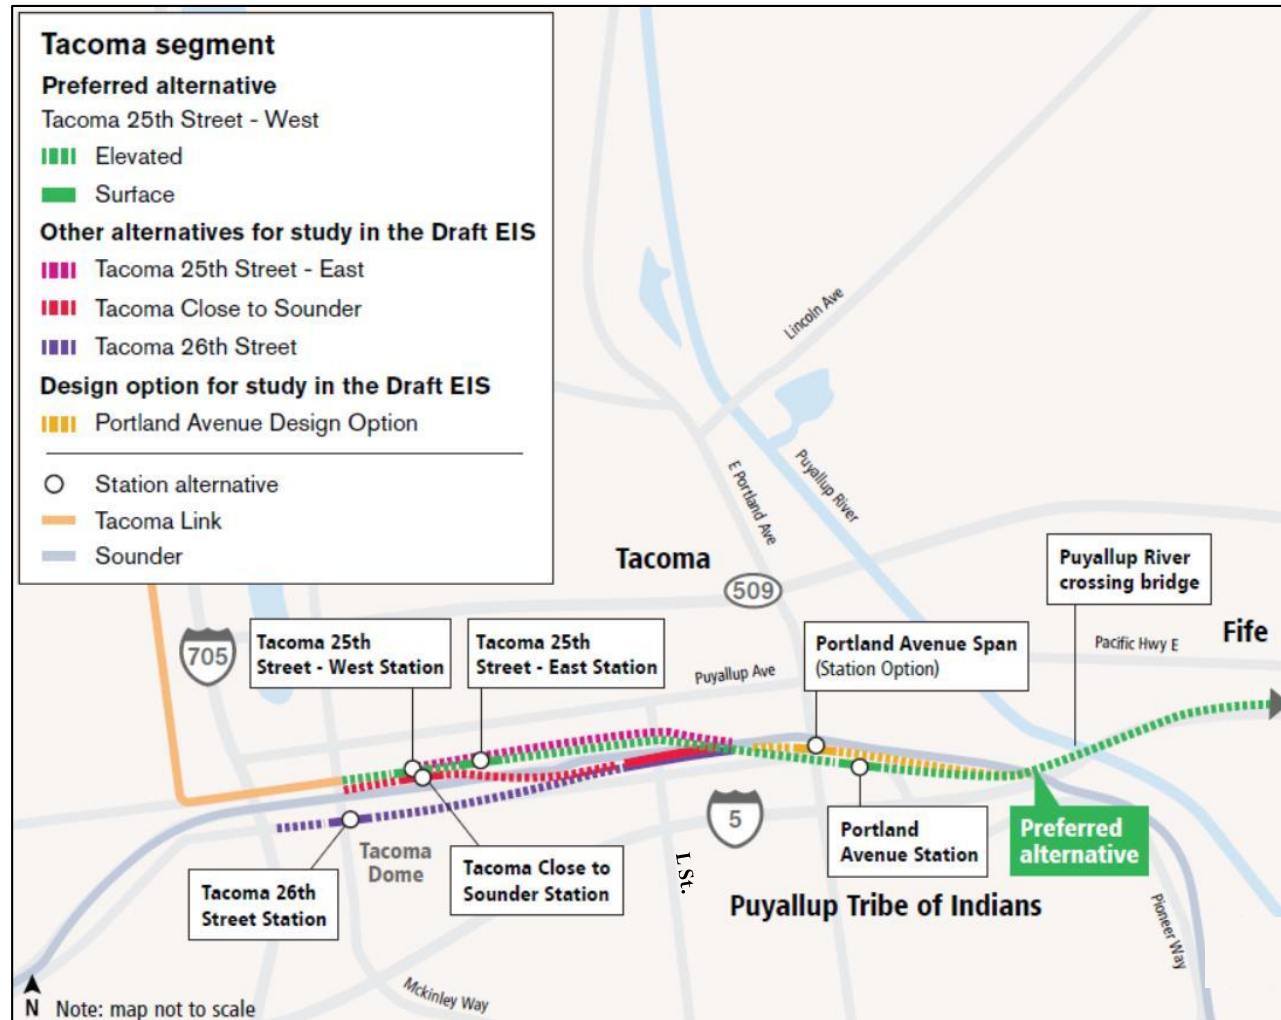 Tacoma segment
Preferred alternative
Tacoma 25th Street - West
Elevated
Surface
Other alternatives for study in the Draft EIS
Tacoma 25th Street - East
Tacoma Close to Sounder
Tacoma 26th Street
Design option for study in the Draft EIS
Portland Avenue Design Option
Station alternative
Tacoma Link
Sounder
Lincoln Ave
Puyallup River
E Portland Ave
Tacoma
509
Puyallup River
crossing bridge
705
Tacoma 25th
Street - West Station
Tacoma 25th
Street - East Station
Puyallup Ave
Portland Avenue Span
(Station Option)
Pacific Hwy E
Fife
5
Portland
Avenue Station
Preferred
alternative
Tacoma
Dome
Tacoma Close to
Sounder Station
L St.
Tacoma 26th
Street Station
Puyallup Tribe of Indians
Pioneer Way
Mckinley Way
N Note: map not to scale